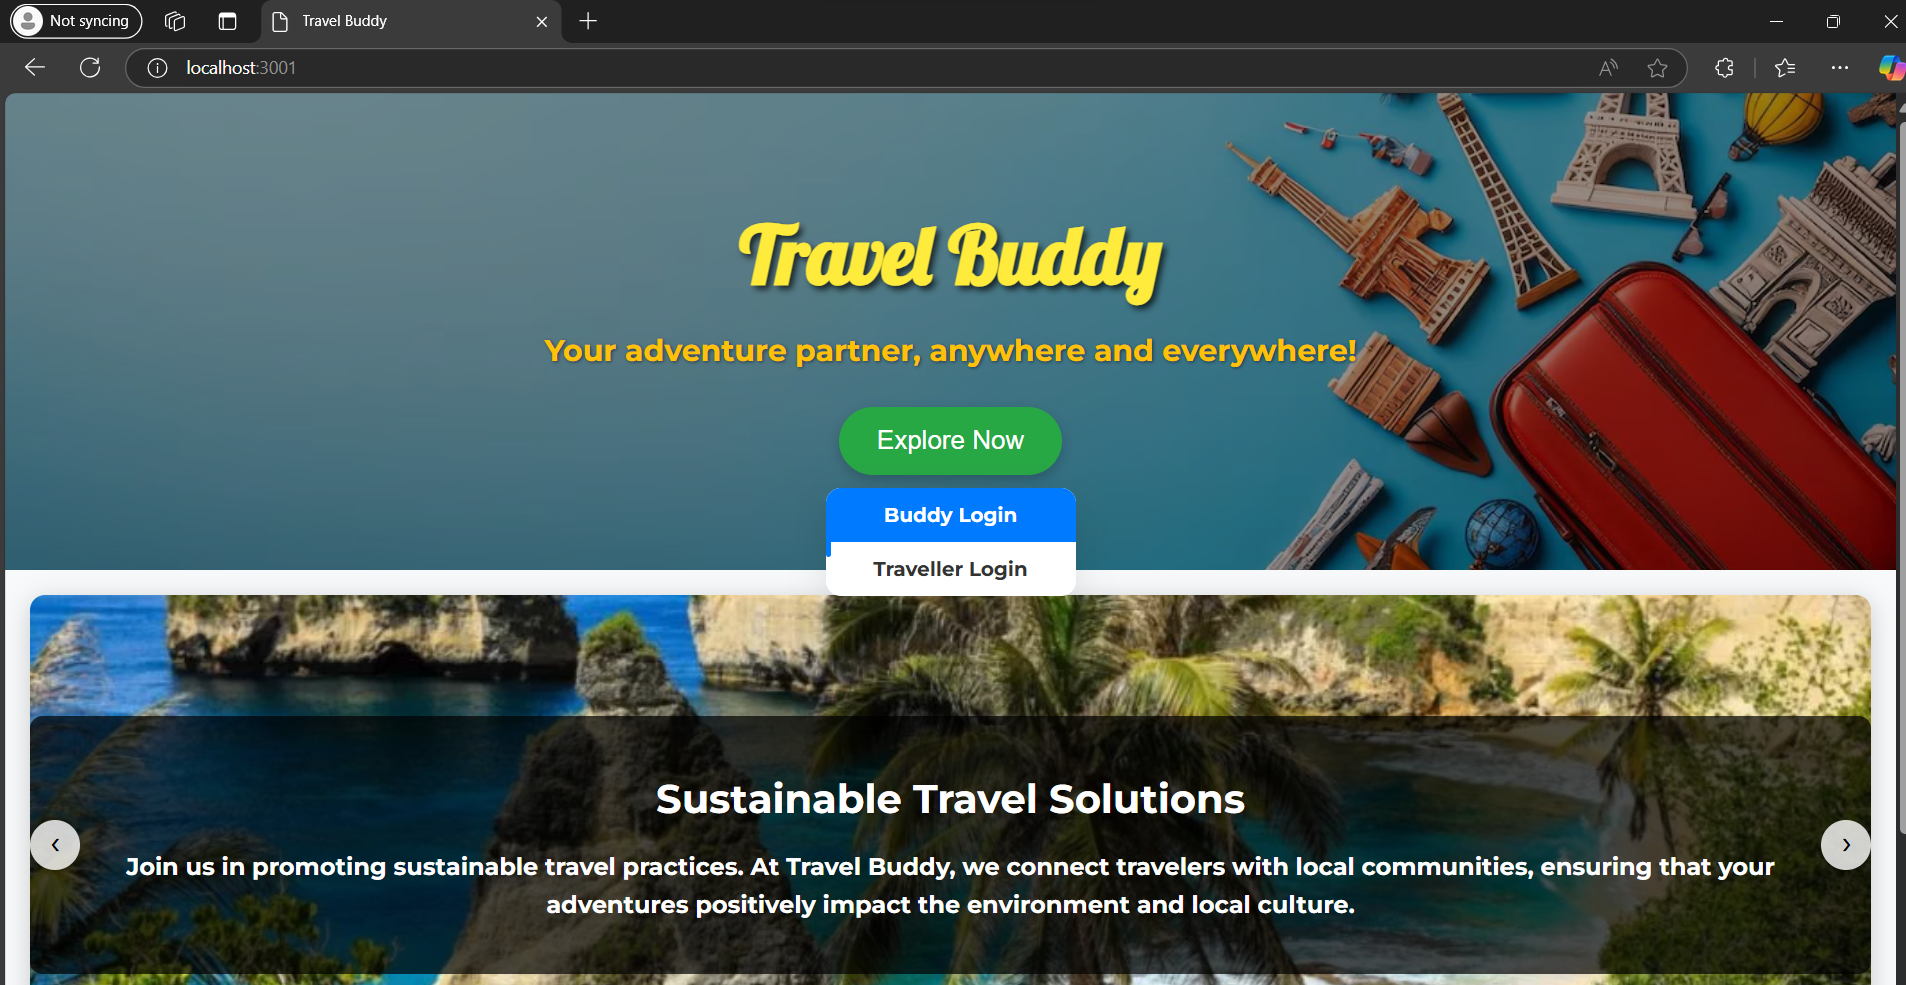 Not syncing
Travel Buddy
localhost:3001
Travel Buddy
Your adventure partner, anywhere and everywhere!
Explore Now
Buddy Login
Traveller Login
Sustainable Travel Solutions
Join us in promoting sustainable travel practices. At Travel Buddy, we connect travelers with local communities, ensuring that your
adventures positively impact the environment and local culture.